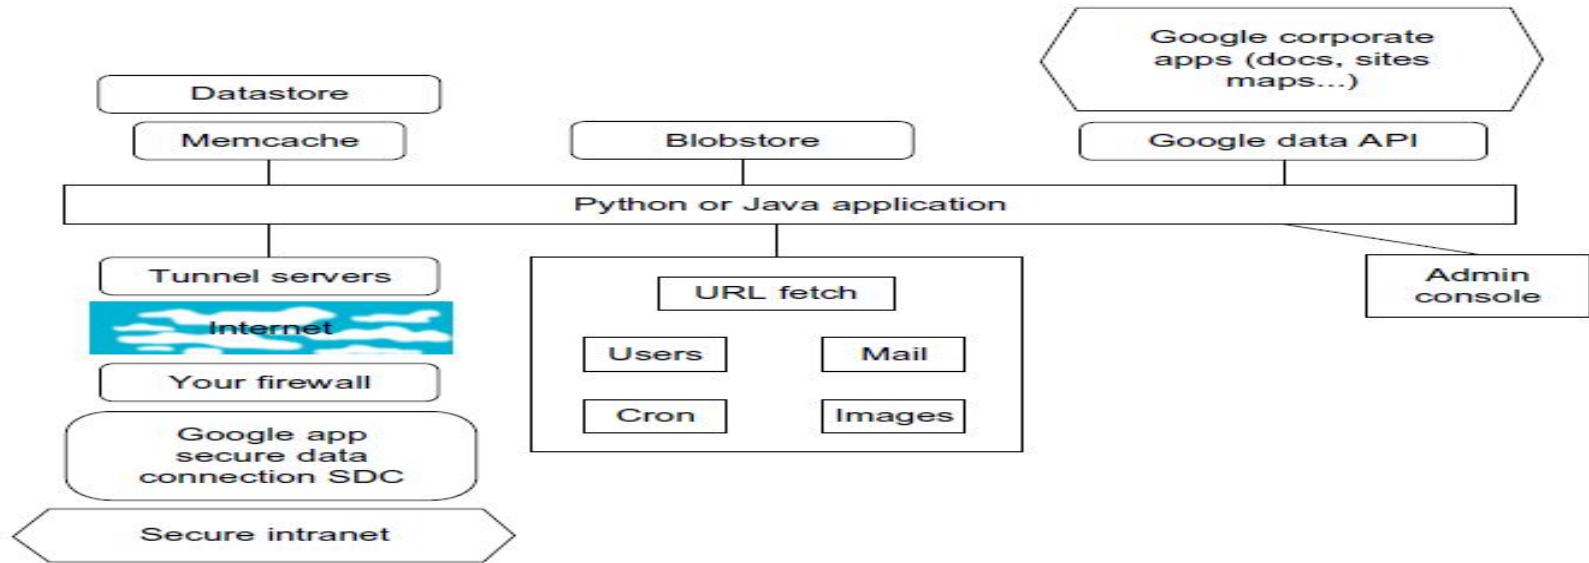 Google corporate
apps (docs, sites
maps...)
Datastore
Memcache
Blobstore
Google data API
Python or Java application
Tunnel servers
Internet
Your firewall
Google app
secure data
connection SDC
Secure intranet
URL fetch
Users
Mail
Cron
Images
Admin
console